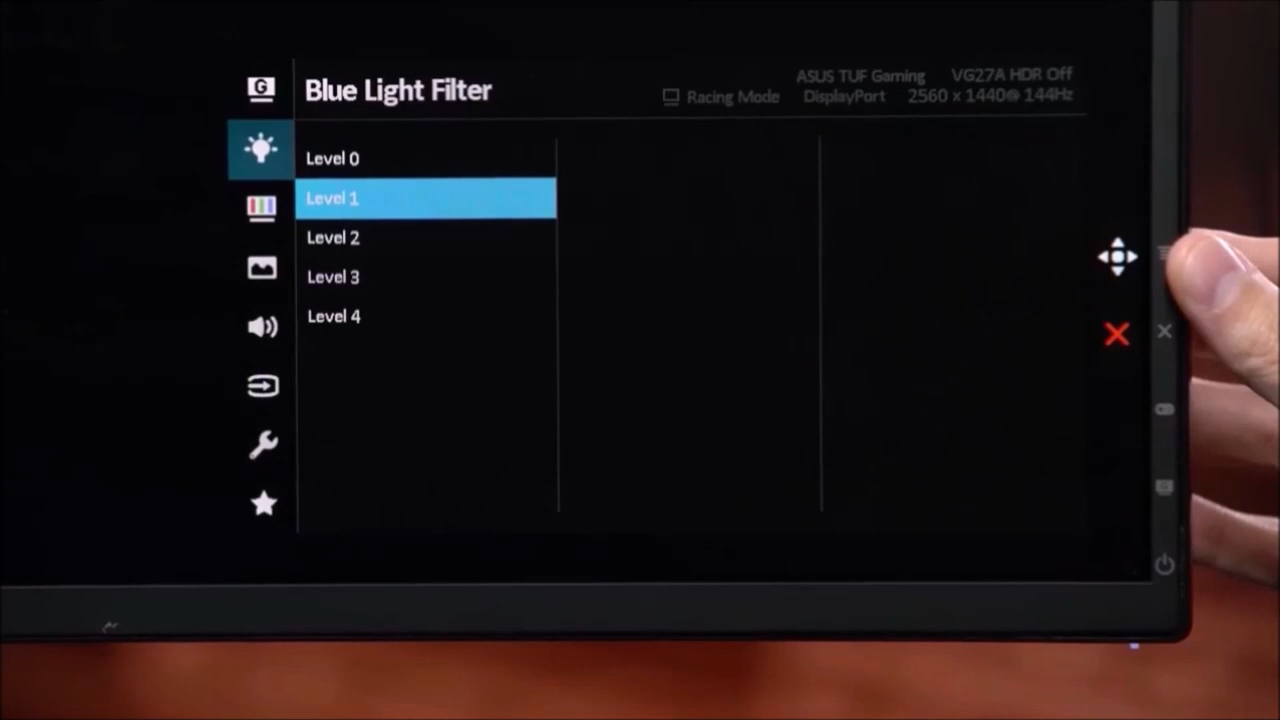 Blue Light Filter
ASUS TUF Gaming VG27A HDR Off
Racing Mode DisplayPort 2560 x 1440@ 144Hz
Level 0
Level 1
Level 2
Level 3
Level 4